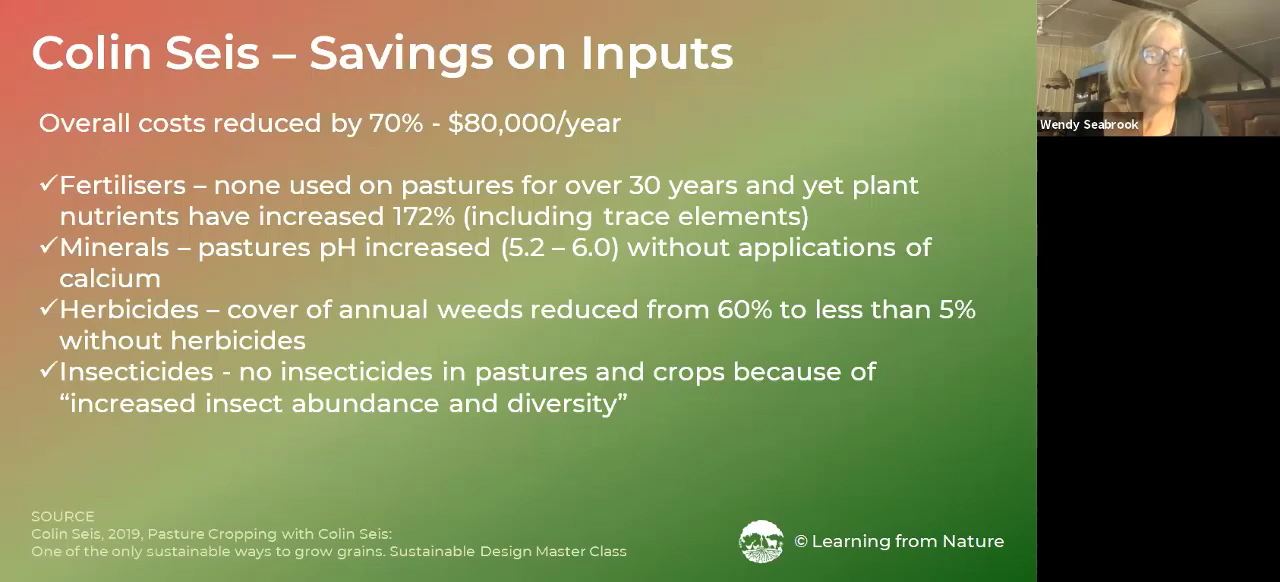 Colin Seis – Savings on Inputs
Wendy Seabrook
Overall costs reduced by 70% - $80,000/year
✓Fertilisers – none used on pastures for over 30 years and yet plant
nutrients have increased 172% (including trace elements)
✓Minerals – pastures pH increased (5.2 – 6.0) without applications of
calcium
✓Herbicides – cover of annual weeds reduced from 60% to less than 5%
without herbicides
✓Insecticides - no insecticides in pastures and crops because of
“increased insect abundance and diversity”
SOURCE
Colin Seis, 2019, Pasture Cropping with Colin Seis:
One of the only sustainable ways to grow grains. Sustainable Design Master Class
© Learning from Nature